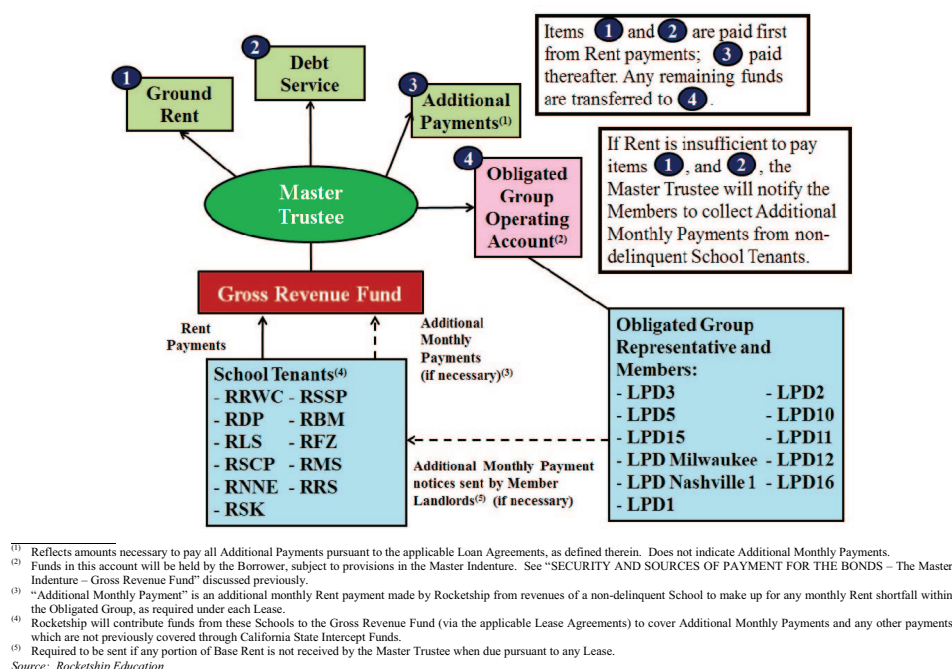 1
Ground
Rent
2
Debt
Service
3
Additional
Payments(1)
Items 1 and 2 are paid first
from Rent payments; 3 paid
thereafter. Any remaining funds
are transferred to 4.
Master
Trustee
4
Obligated
Group
Operating
Account(2)
If Rent is insufficient to pay
items 1, and 2, the
Master Trustee will notify the
Members to collect Additional
Monthly Payments from non-
delinquent School Tenants.
Gross Revenue Fund
Rent
Payments
Additional
Monthly
Payments
(if necessary)(3)
School Tenants(4)
- RRWC - RSSP
- RDP - RBM
- RLS - RFZ
- RSCP - RMS
- RNNE - RRS
- RSK
Additional Monthly Payment
notices sent by Member
Landlords(5) (if necessary)
Obligated Group
Representative and
Members:
- LPD3 - LPD2
- LPD5 - LPD10
- LPD15 - LPD11
- LPD Milwaukee - LPD12
- LPD Nashville 1 - LPD16
- LPD1
(1) Reflects amounts necessary to pay all Additional Payments pursuant to the applicable Loan Agreements, as defined therein. Does not indicate Additional Monthly Payments.
(2) Funds in this account will be held by the Borrower, subject to provisions in the Master Indenture. See “SECURITY AND SOURCES OF PAYMENT FOR THE BONDS – The Master
Indenture – Gross Revenue Fund” discussed previously.
(3) “Additional Monthly Payment” is an additional monthly Rent payment made by Rocketship from revenues of a non-delinquent School to make up for any monthly Rent shortfall within
the Obligated Group, as required under each Lease.
(4) Rocketship will contribute funds from these Schools to the Gross Revenue Fund (via the applicable Lease Agreements) to cover Additional Monthly Payments and any other payments
which are not previously covered through California State Intercept Funds.
(5) Required to be sent if any portion of Base Rent is not received by the Master Trustee when due pursuant to any Lease.
Source: Rocketship Education